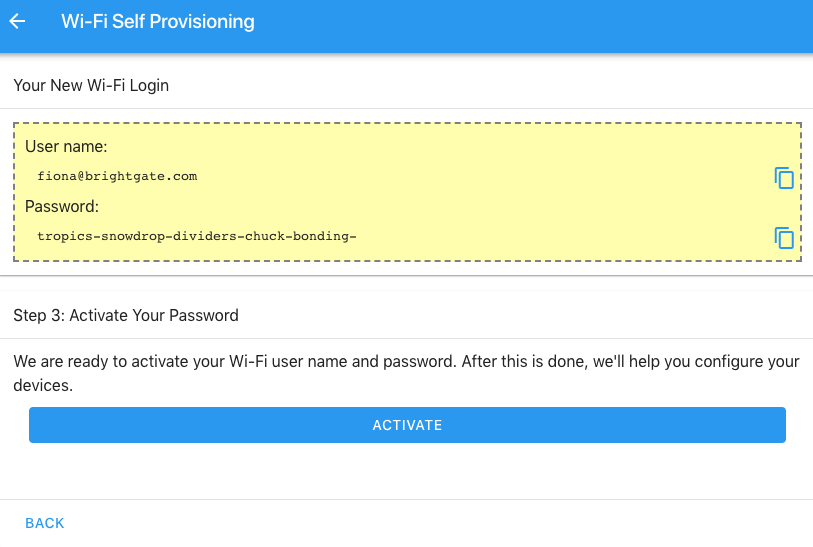 Wi-Fi Self Provisioning
Your New Wi-Fi Login
User name:
fiona@brightgate.com
Password:
tropics-snowdrop-dividers-chuck-bonding-
Step 3: Activate Your Password
We are ready to activate your Wi-Fi user name and password. After this is done, we'll help you configure your
devices.
ACTIVATE
BACK